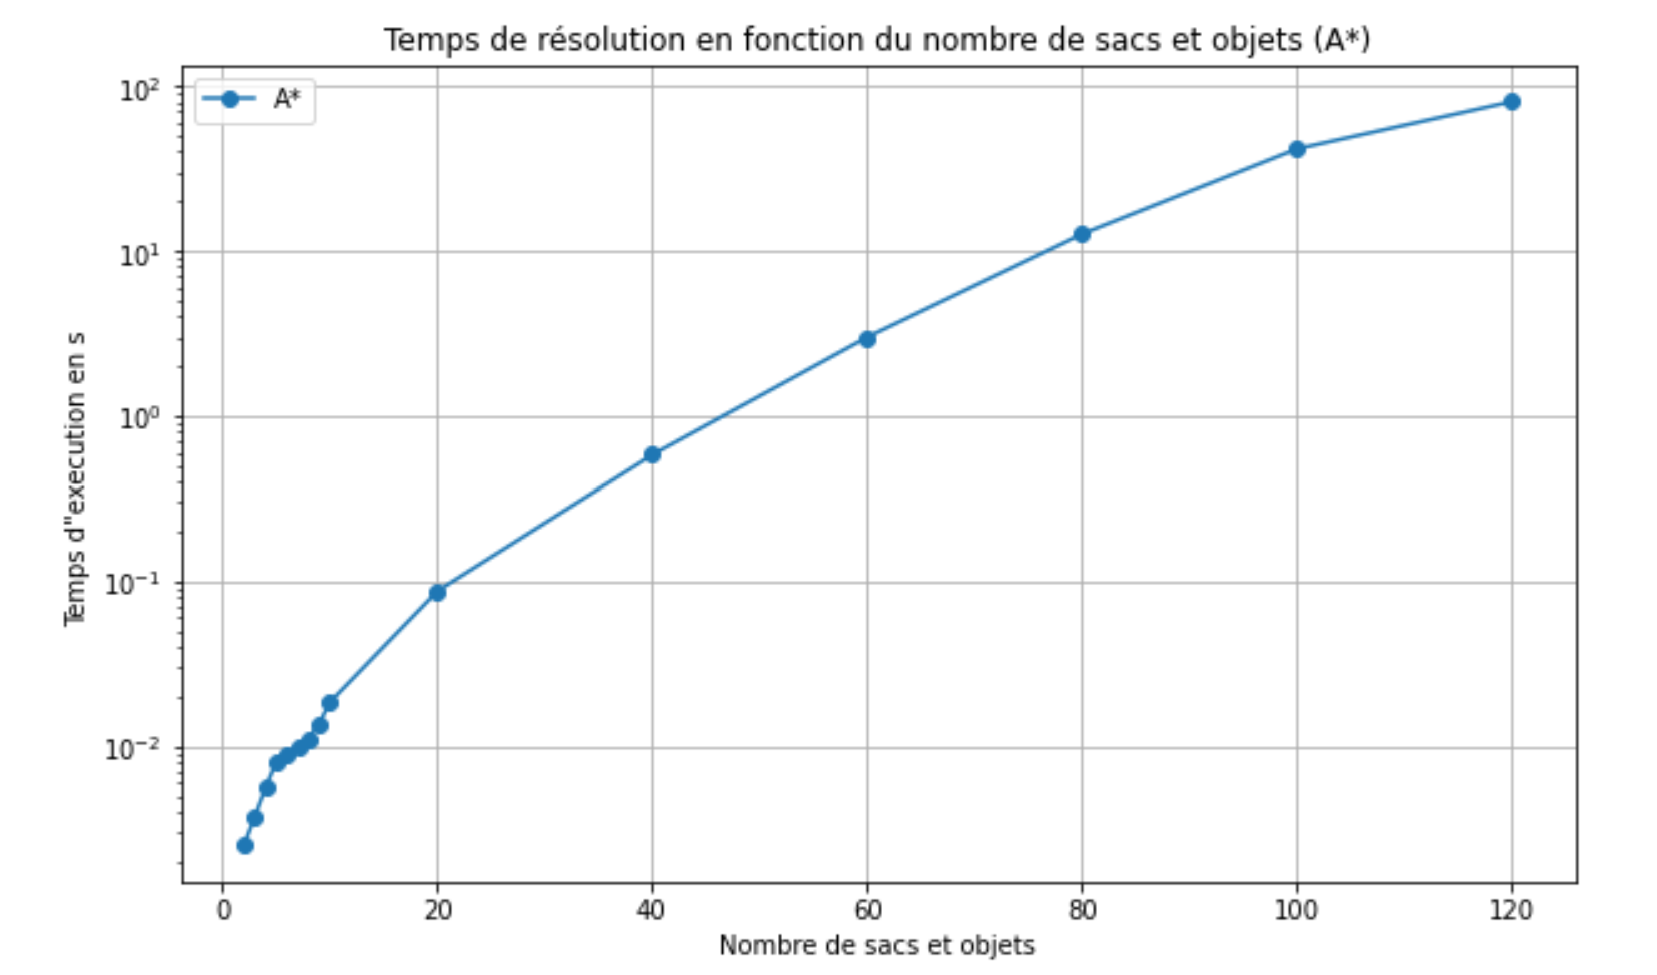 Temps de résolution en fonction du nombre de sacs et objets (A*)
A*
10²
10¹
10⁰
10⁻¹
10⁻²
Temps d"execution en s
0 20 40 60 80 100 120
Nombre de sacs et objets